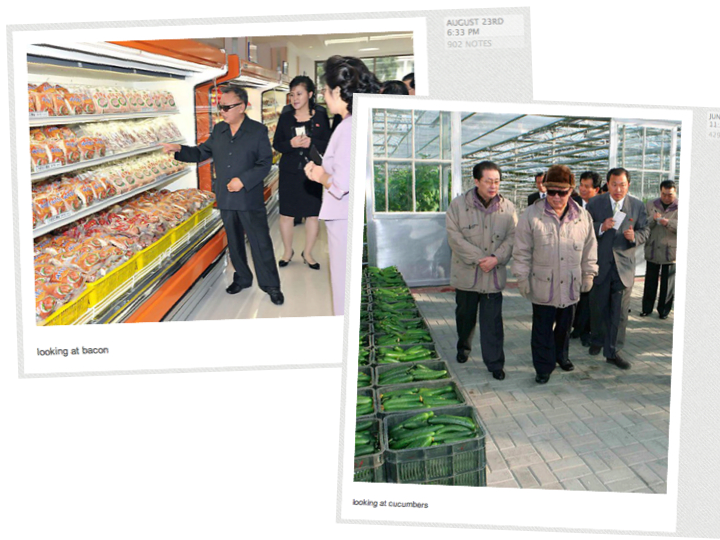 AUGUST 23RD
6:33 PM
902 NOTES
looking at bacon
looking at cucumbers